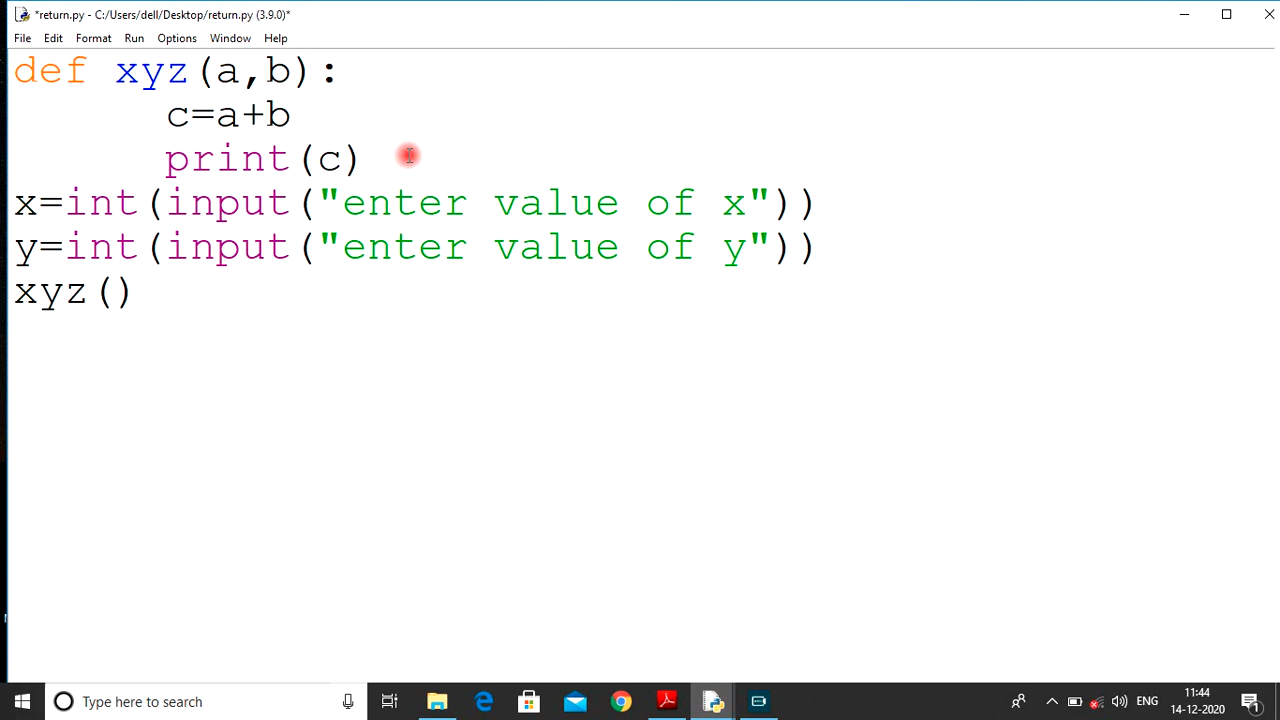 *return.py - C:/Users/dell/Desktop/return.py (3.9.0)*
File Edit Format Run Options Window Help
def xyz(a,b):
c=a+b
print(c)
x=int(input("enter value of x"))
y=int(input("enter value of y"))
xyz()
Type here to search
ENG
11:44
14-12-2020
1